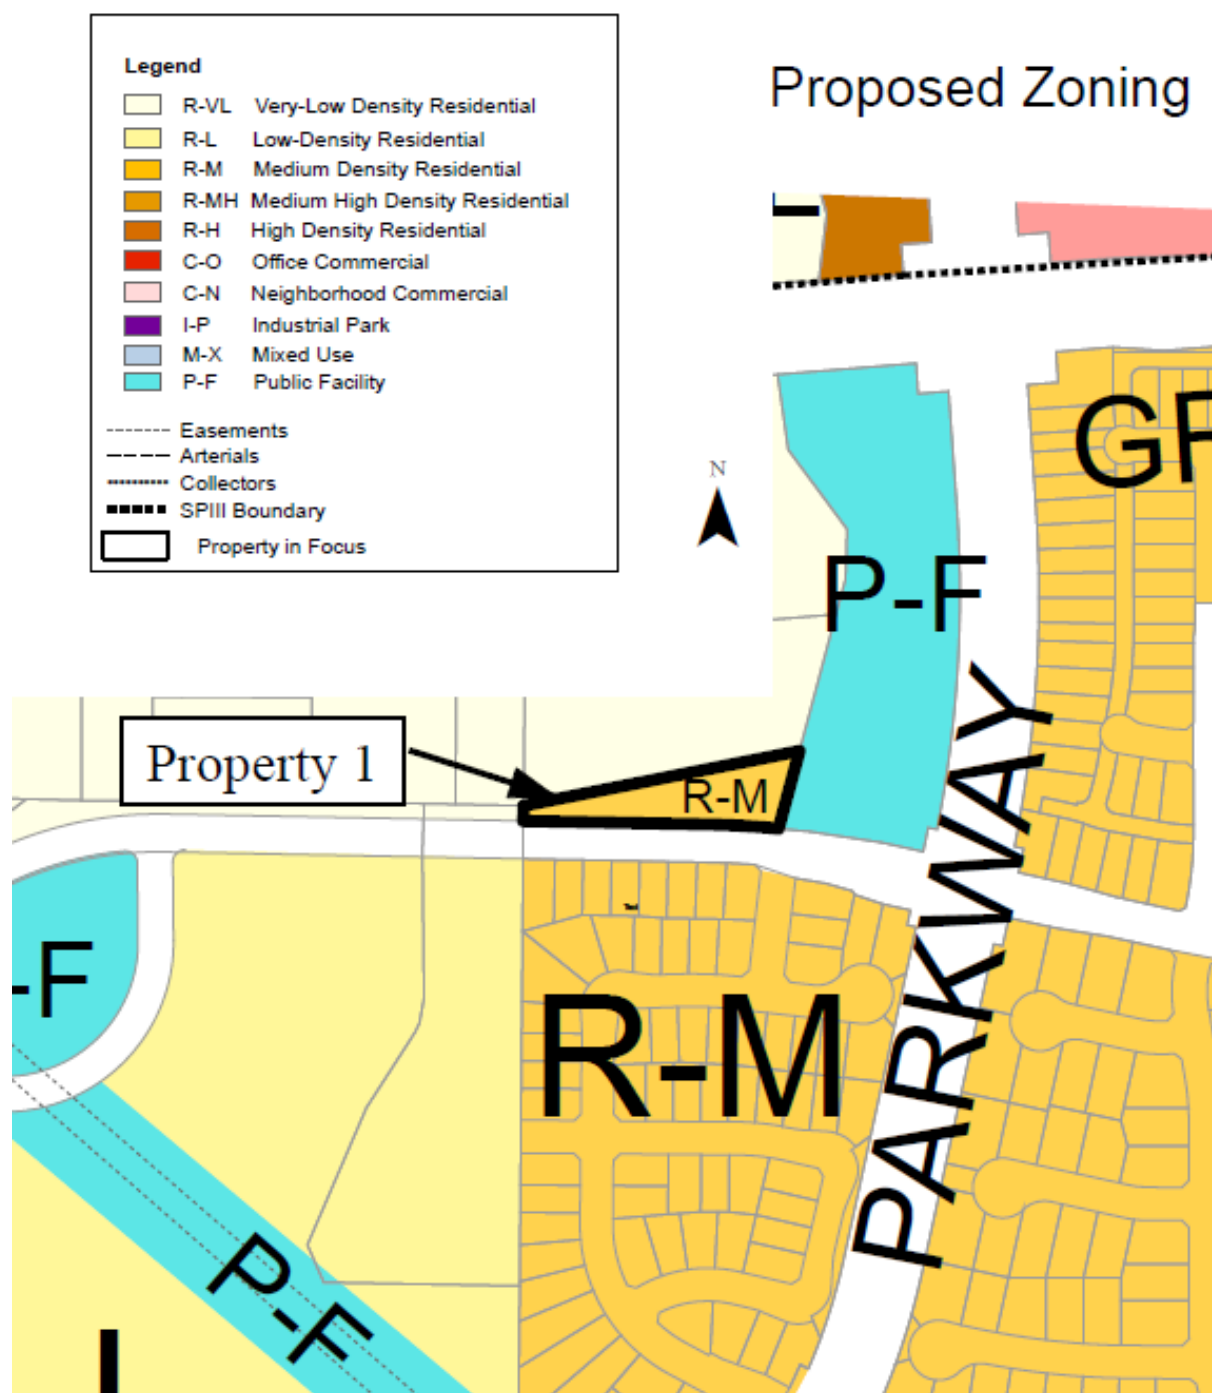 Legend
R-VL Very-Low Density Residential
R-L Low-Density Residential
R-M Medium Density Residential
R-MH Medium High Density Residential
R-H High Density Residential
C-O Office Commercial
C-N Neighborhood Commercial
I-P Industrial Park
M-X Mixed Use
P-F Public Facility
Easements
Arterials
Collectors
SPIII Boundary
Property in Focus
Proposed Zoning
N
GR
P-F
Property 1
R-M
PARKWAY
-F
R-M
P-F